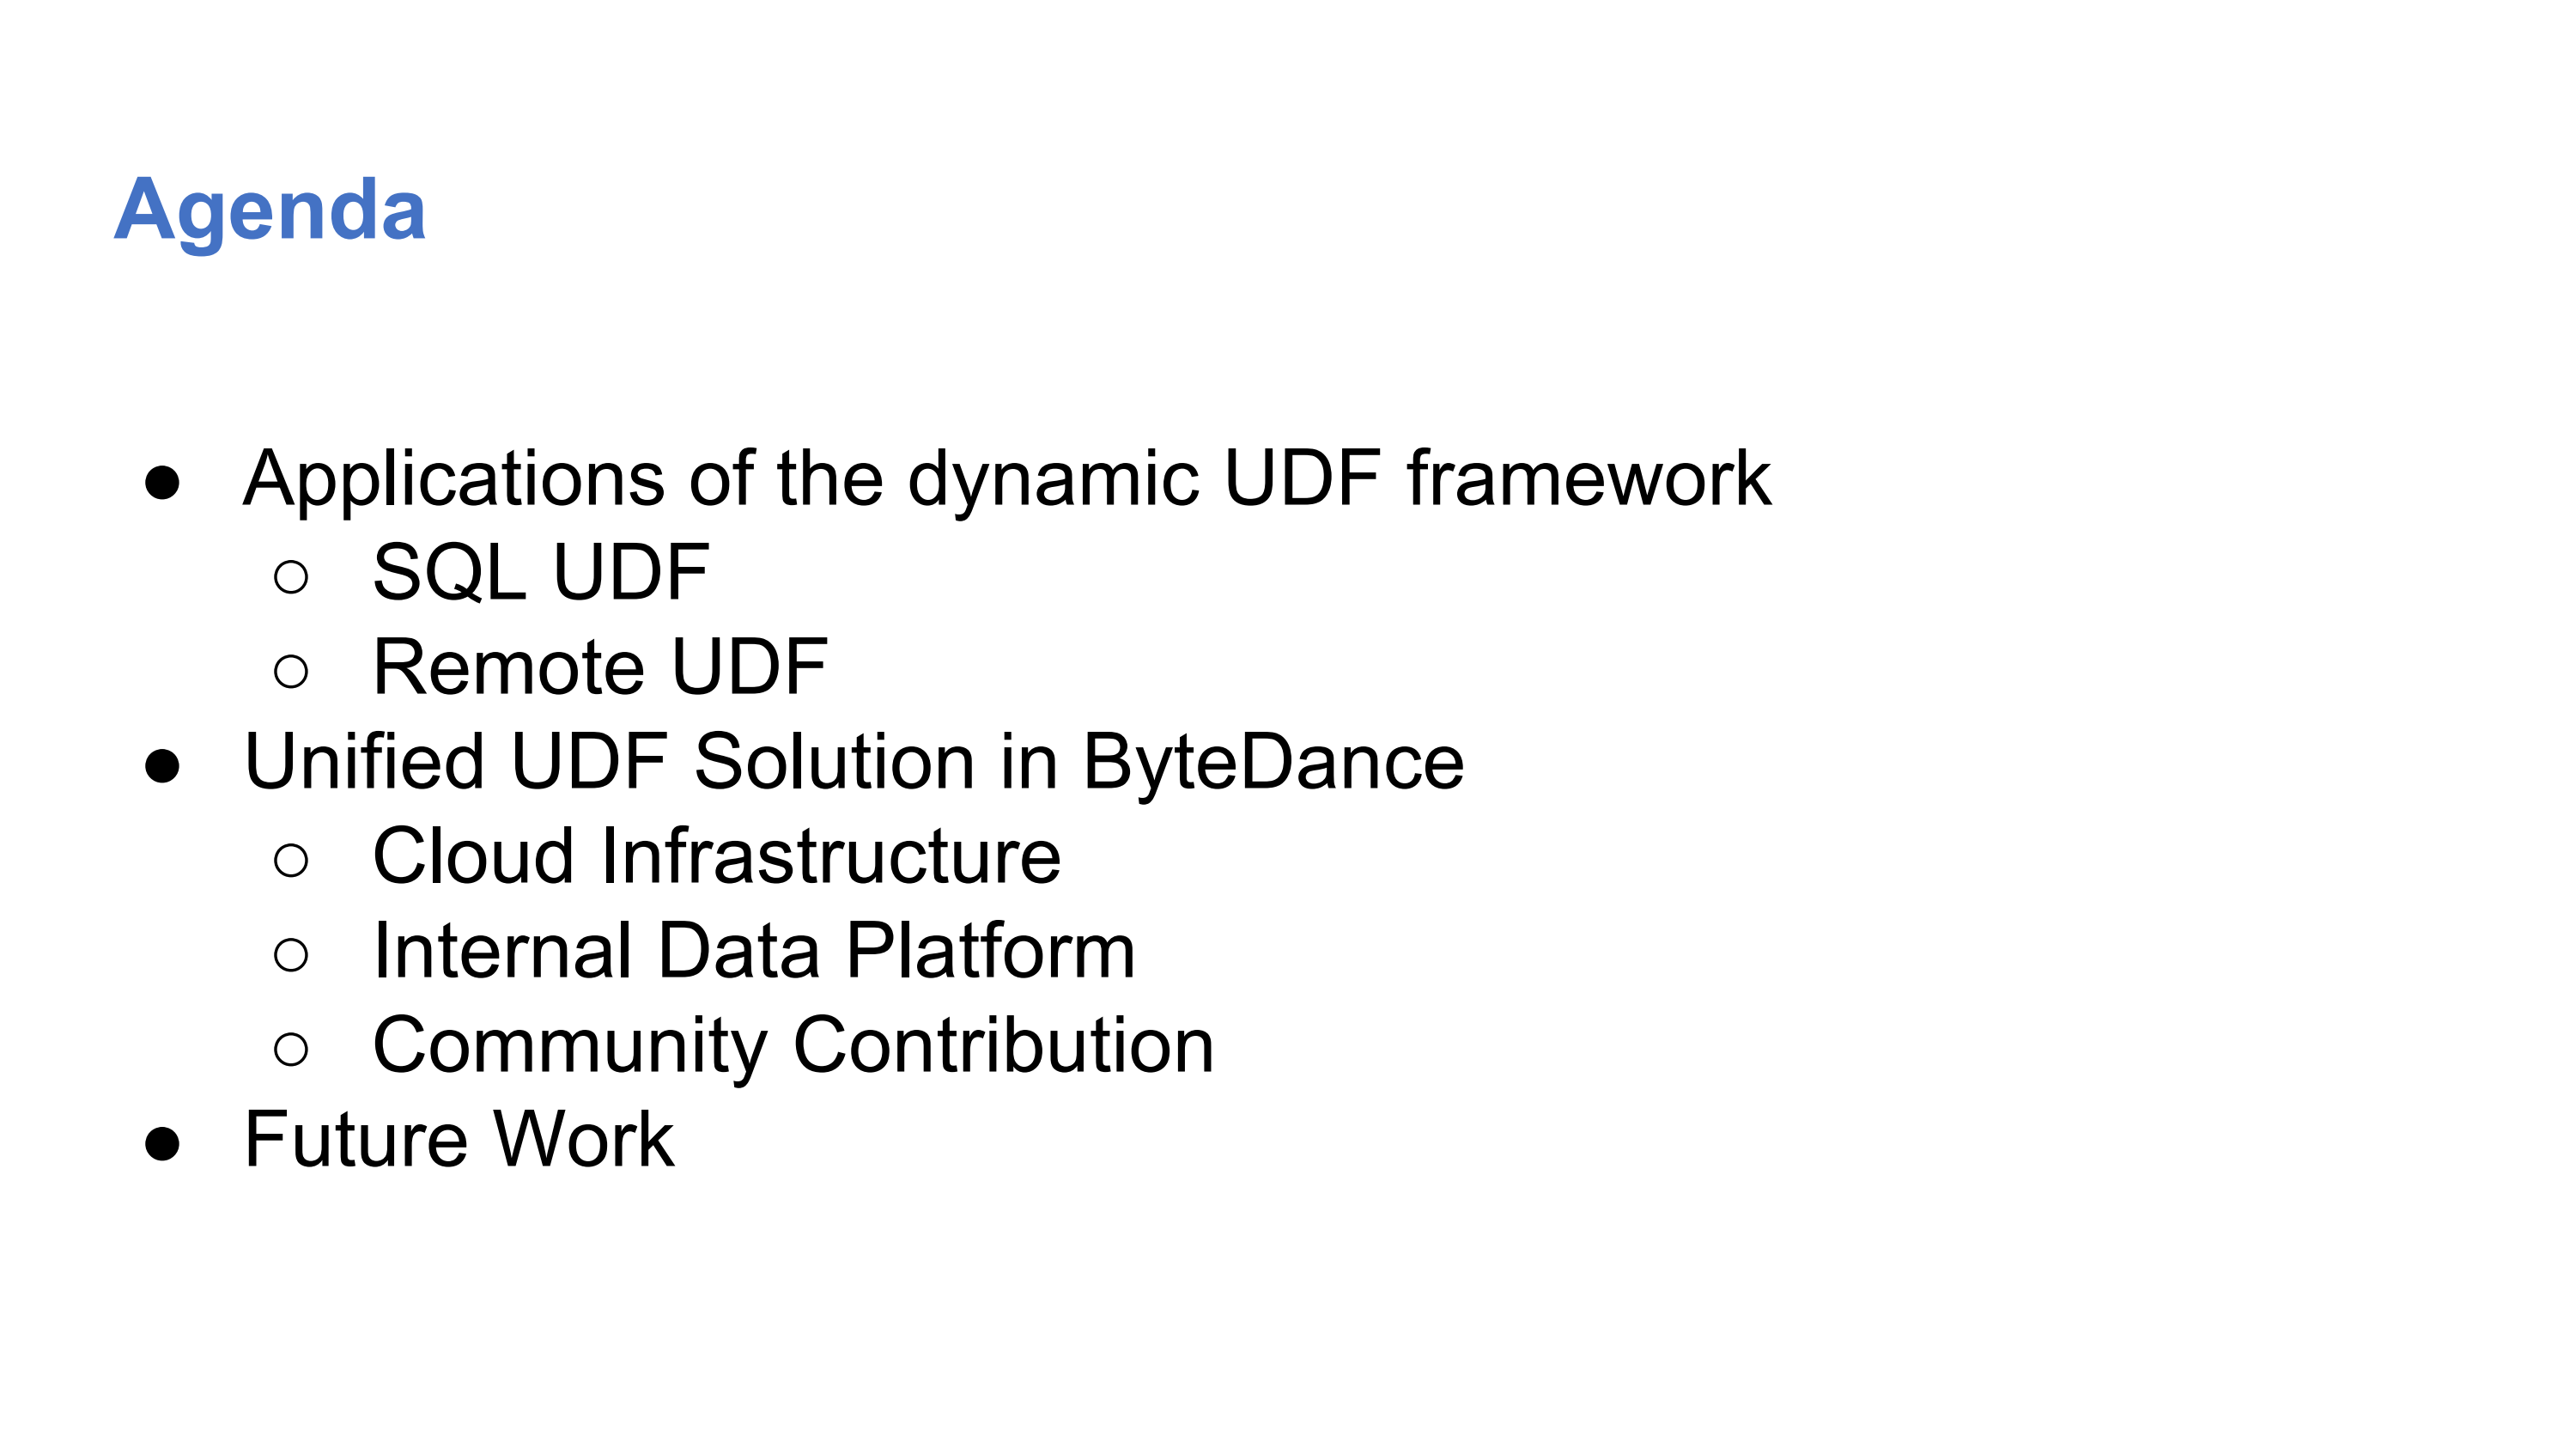 Agenda
● Applications of the dynamic UDF framework
○ SQL UDF
○ Remote UDF
● Unified UDF Solution in ByteDance
○ Cloud Infrastructure
○ Internal Data Platform
○ Community Contribution
● Future Work